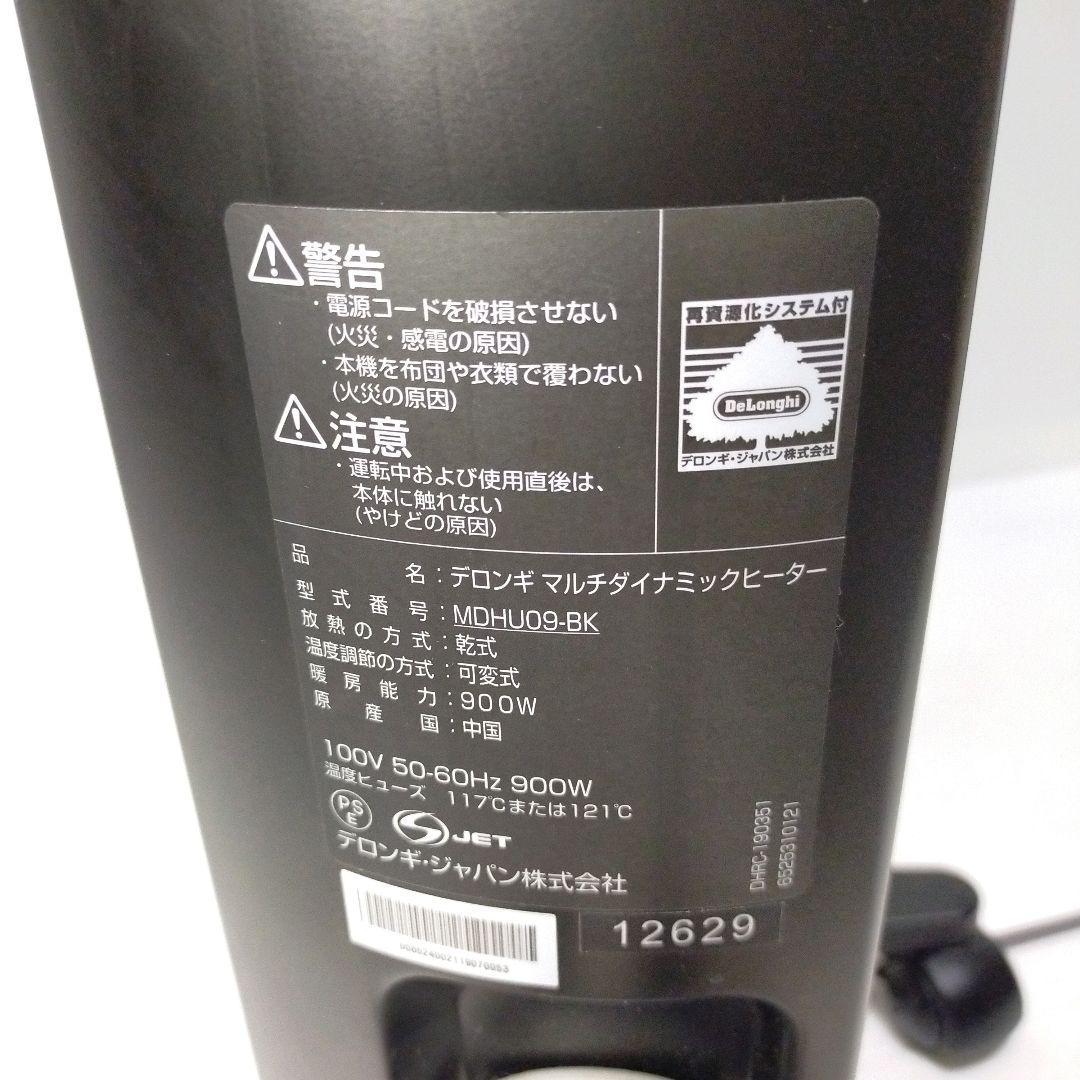 警告
・電源コードを破損させない
(火災・感電の原因)
・本機を布団や衣類で覆わない
(火災の原因)
注意
・運転中および使用直後は、
本体に触れない
(やけどの原因)
再資源化システム付
DeLonghi
デロンギ・ジャパン株式会社
品名：デロンギ マルチダイナミックヒーター
型式番号：MDHU09-BK
放熱の方式：乾式
温度調節の方式：可変式
暖房能力：900W
原産国：中国
100V 50-60Hz 900W
温度ヒューズ 117℃または121℃
PSE
JET
デロンギ・ジャパン株式会社
DHRC-190351
6525310121
12629